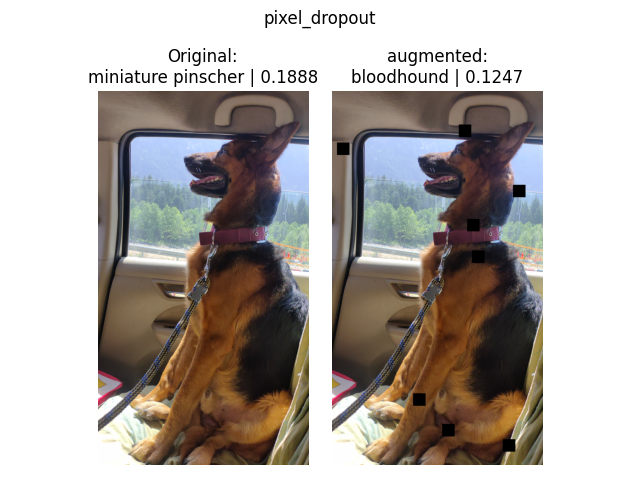 pixel_dropout
Original:
miniature pinscher | 0.1888
augmented:
bloodhound | 0.1247